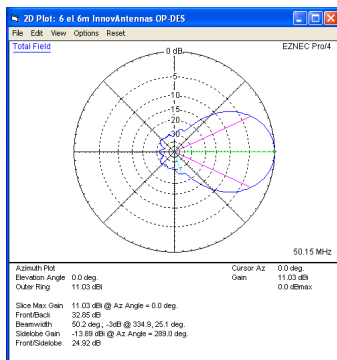 2D Plot: 6 el 6m InnovAntennas OP-DES
File Edit View Options Reset
Total Field
EZNEC Pro/4
0 dB
-5
-10
-15
-20
-30
50.15 MHz
Azimuth Plot
Elevation Angle 0.0 deg.
Outer Ring 11.03 dBi
Cursor Az 0.0 deg.
Gain 11.03 dBi
0.0 dBmax
Slice Max Gain 11.03 dBi @ Az Angle = 0.0 deg.
Front/Back 32.85 dB
Beamwidth 50.2 deg.; -3dB @ 334.9, 25.1 deg.
Sidelobe Gain -13.89 dBi @ Az Angle = 289.0 deg.
Front/Sidelobe 24.92 dB